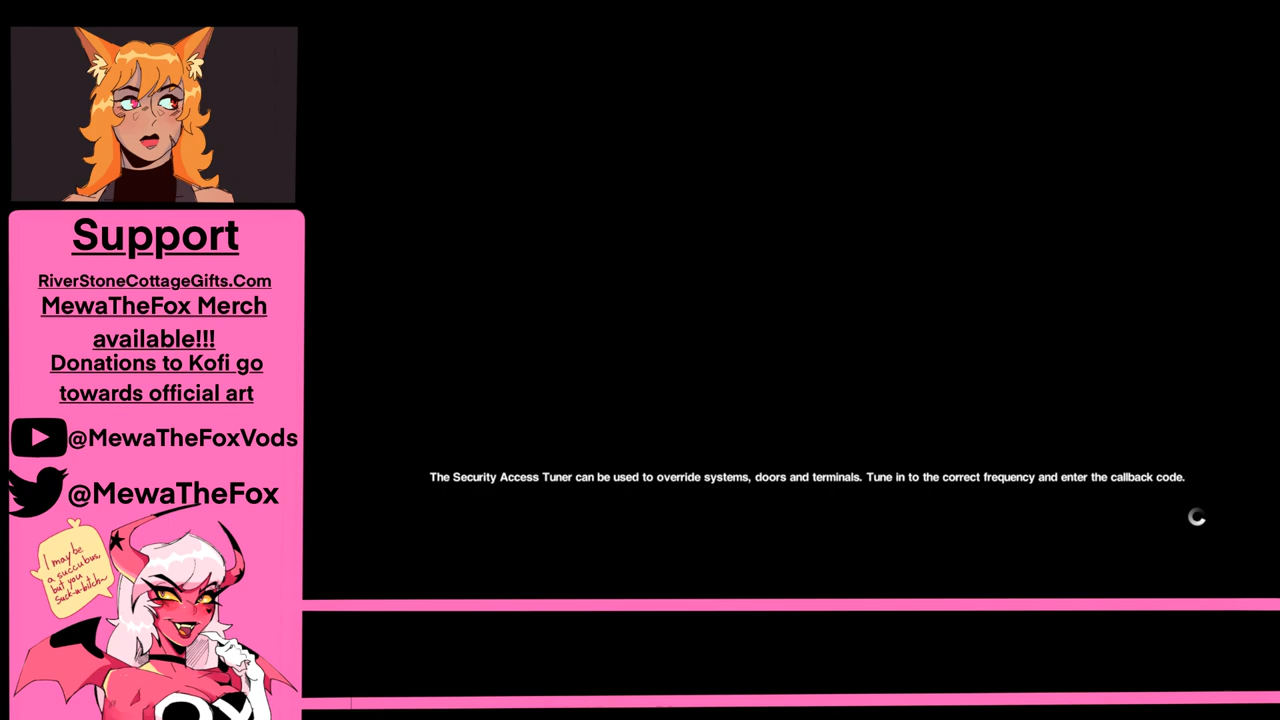 Support
RiverStoneCottageGifts.Com
MewaTheFox Merch
available!!!
Donations to Kofi go
towards official art
@MewaTheFoxVods
@MewaTheFox
I may be
a succubus,
but you
suck-a-bitch~
The Security Access Tuner can be used to override systems, doors and terminals. Tune in to the correct frequency and enter the callback code.